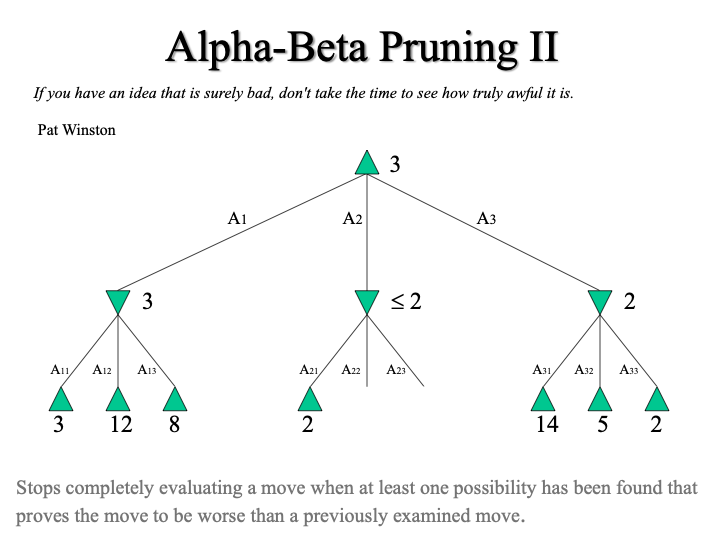 Alpha-Beta Pruning II
If you have an idea that is surely bad, don't take the time to see how truly awful it is.
Pat Winston
3
A1 A2 A3
3 ≤ 2 2
A11 A12 A13 A21 A22 A23 A31 A32 A33
3 12 8 2 14 5 2
Stops completely evaluating a move when at least one possibility has been found that
proves the move to be worse than a previously examined move.